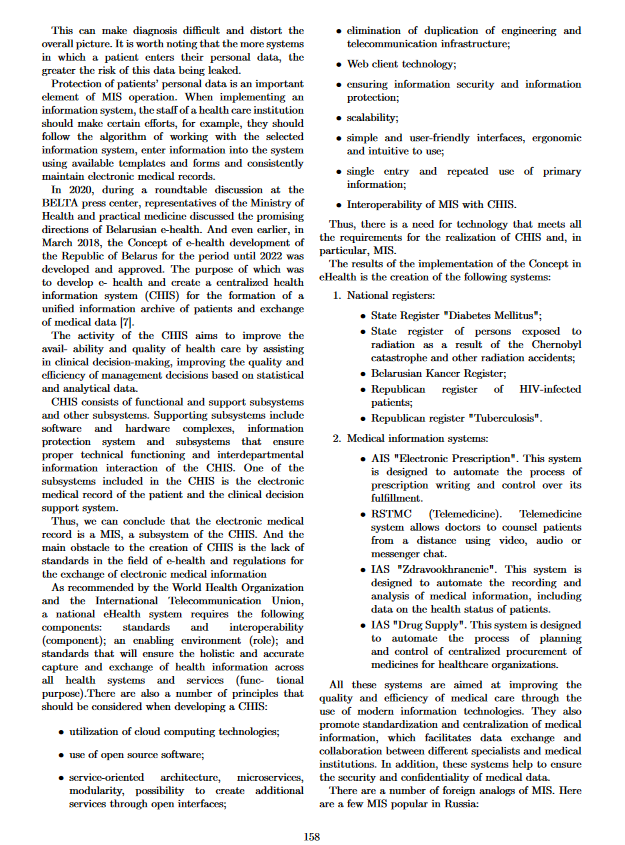 This can make diagnosis difficult and distort the
overall picture. It is worth noting that the more systems
in which a patient enters their personal data, the
greater the risk of this data being leaked.
Protection of patients' personal data is an important
element of MIS operation. When implementing an
information system, the staff of a health care institution
should make certain efforts, for example, they should
follow the algorithm of working with the selected
information system, enter information into the system
using available templates and forms and consistently
maintain electronic medical records.
In 2020, during a roundtable discussion at the
BELTA press center, representatives of the Ministry of
Health and practical medicine discussed the promising
directions of Belarusian e-health. And even earlier, in
March 2018, the Concept of e-health development of
the Republic of Belarus for the period until 2022 was
developed and approved. The purpose of which was
to develop e- health and create a centralized health
information system (CHIS) for the formation of a
unified information archive of patients and exchange
of medical data [7].
The activity of the CHIS aims to improve the
avail- ability and quality of health care by assisting
in clinical decision-making, improving the quality and
efficiency of management decisions based on statistical
and analytical data.
CHIS consists of functional and support subsystems
and other subsystems. Supporting subsystems include
software and hardware complexes, information
protection system and subsystems that ensure
proper technical functioning and interdepartmental
information interaction of the CHIS. One of the
subsystems included in the CHIS is the electronic
medical record of the patient and the clinical decision
support system.
Thus, we can conclude that the electronic medical
record is a MIS, a subsystem of the CHIS. And the
main obstacle to the creation of CHIS is the lack of
standards in the field of e-health and regulations for
the exchange of electronic medical information
As recommended by the World Health Organization
and the International Telecommunication Union,
a national eHealth system requires the following
components: standards and interoperability
(component); an enabling environment (role); and
standards that will ensure the holistic and accurate
capture and exchange of health information across
all health systems and services (func- tional
purpose).There are also a number of principles that
should be considered when developing a CHIS:
• utilization of cloud computing technologies;
• use of open source software;
• service-oriented architecture, microservices,
modularity, possibility to create additional
services through open interfaces;
• elimination of duplication of engineering and
telecommunication infrastructure;
• Web client technology;
• ensuring information security and information
protection;
• scalability;
• simple and user-friendly interfaces, ergonomic
and intuitive to use;
• single entry and repeated use of primary
information;
• Interoperability of MIS with CHIS.
Thus, there is a need for technology that meets all
the requirements for the realization of CHIS and, in
particular, MIS.
The results of the implementation of the Concept in
eHealth is the creation of the following systems:
1. National registers:
• State Register "Diabetes Mellitus";
• State register of persons exposed to
radiation as a result of the Chernobyl
catastrophe and other radiation accidents;
• Belarusian Kancer Register;
• Republican register of HIV-infected
patients;
• Republican register "Tuberculosis".
2. Medical information systems:
• AIS "Electronic Prescription". This system
is designed to automate the process of
prescription writing and control over its
fulfillment.
• RSTMC (Telemedicine). Telemedicine
system allows doctors to counsel patients
from a distance using video, audio or
messenger chat.
• IAS "Zdravookhranenie". This system is
designed to automate the recording and
analysis of medical information, including
data on the health status of patients.
• IAS "Drug Supply". This system is designed
to automate the process of planning
and control of centralized procurement of
medicines for healthcare organizations.
All these systems are aimed at improving the
quality and efficiency of medical care through the
use of modern information technologies. They also
promote standardization and centralization of medical
information, which facilitates data exchange and
collaboration between different specialists and medical
institutions. In addition, these systems help to ensure
the security and confidentiality of medical data.
There are a number of foreign analogs of MIS. Here
are a few MIS popular in Russia:
158